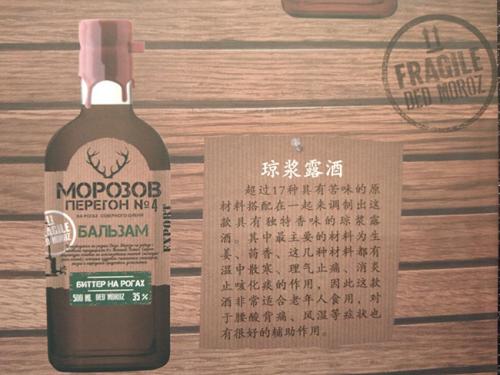 МОРОЗОВ
ПЕРЕГОН №4
НА РОГАХ СЕВЕРНОГО ОЛЕНЯ
EXPORT
БАЛЬЗАМ
БИТТЕР НА РОГАХ
500 ML DED MOROZ 35%
11
FRAGILE
DED MOROZ
琼浆露酒
超过17种具有苦味的原
材料搭配在一起来调制出这
款具有独特香味的琼浆露
酒。其中最主要的材料为生
姜、茴香、这几种材料都有
温中散寒、理气止痛、消炎
止咳化痰的作用，因此这款
酒非常适合老年人食用，对
于腰酸背痛、风湿等症状也
有很好的辅助作用。